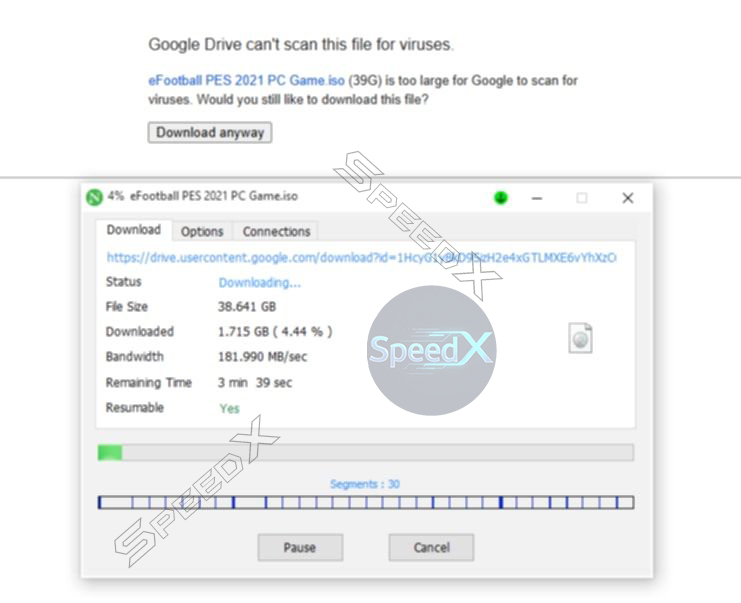 Google Drive can't scan this file for viruses.
eFootball PES 2021 PC Game.iso (39G) is too large for Google to scan for
viruses. Would you still like to download this file?
Download anyway
4% eFootball PES 2021 PC Game.iso
Download Options Connections
https://drive.usercontent.google.com/download?id=
Status Downloading...
File Size 38.641 GB
Downloaded 1.715 GB ( 4.44 % )
Bandwidth 181.990 MB/sec
Remaining Time 3 min 39 sec
Resumable Yes
SpeedX
Segments : 30
Pause Cancel
SPEEDX
SPEEDX